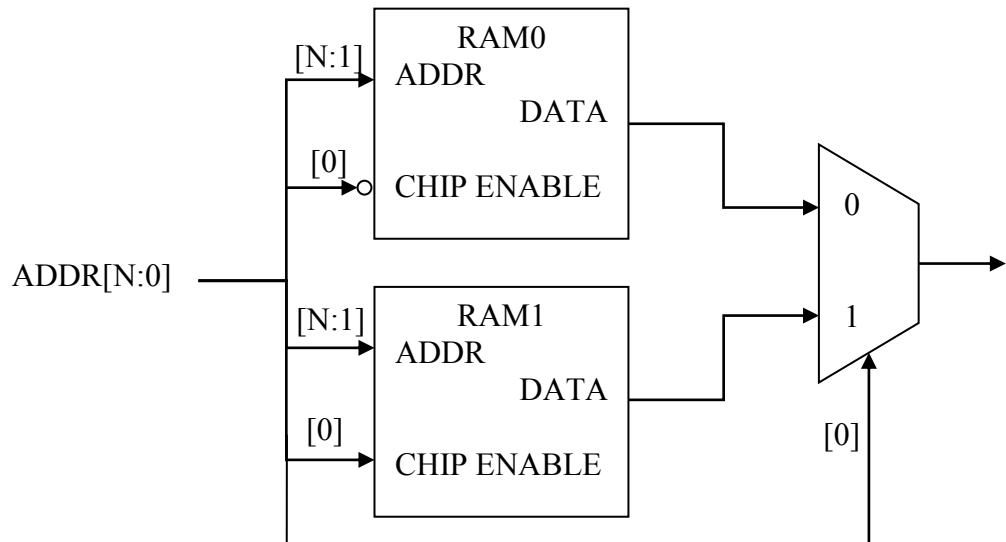 RAM0
[N:1]
ADDR
DATA
[0]
CHIP ENABLE
0
ADDR[N:0]
RAM1
[N:1]
ADDR
1
DATA
[0]
[0]
CHIP ENABLE